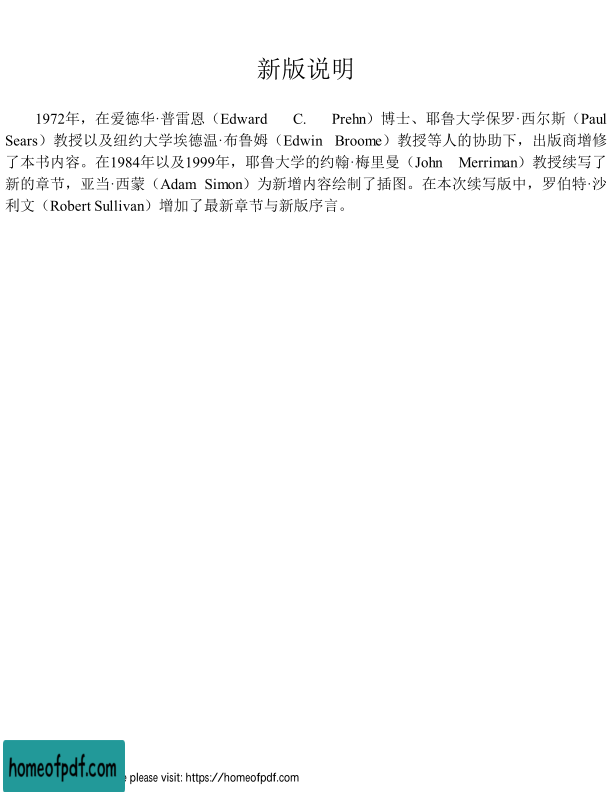 新版说明
1972年，在爱德华·普雷恩（Edward C. Prehn）博士、耶鲁大学保罗·西尔斯（Paul
Sears）教授以及纽约大学埃德温·布鲁姆（Edwin Broome）教授等人的协助下，出版商增修
了本书内容。在1984年以及1999年，耶鲁大学的约翰·梅里曼（John Merriman）教授续写了
新的章节，亚当·西蒙（Adam Simon）为新增内容绘制了插图。在本次续写版中，罗伯特·沙
利文（Robert Sullivan）增加了最新章节与新版序言。
homeofpdf.com
please visit: https://homeofpdf.com